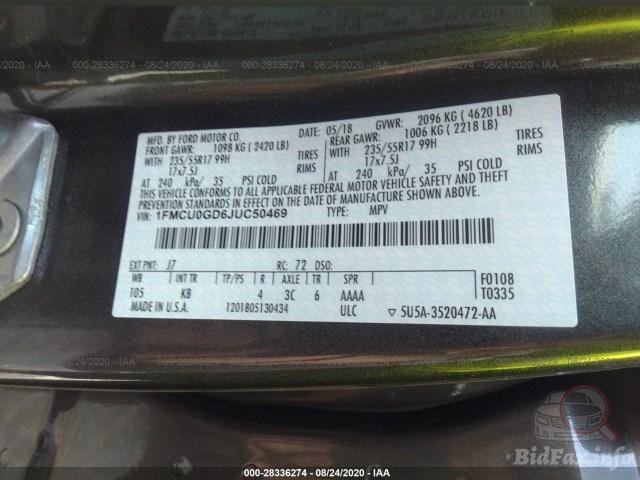 000-28336274 - 08/24/2020 - IAA
MFD. BY FORD MOTOR CO. DATE: 05/18 GVWR: 2096 KG ( 4620 LB)
FRONT GAWR: 1098 KG ( 2420 LB) REAR GAWR: 1006 KG ( 2218 LB)
WITH 235/55R17 99H TIRES WITH 235/55R17 99H TIRES
17x7.5J RIMS 17x7.5J RIMS
AT 240 kPa/ 35 PSI COLD AT 240 kPa/ 35 PSI COLD
THIS VEHICLE CONFORMS TO ALL APPLICABLE FEDERAL MOTOR VEHICLE SAFETY AND THEFT
PREVENTION STANDARDS IN EFFECT ON THE DATE OF MANUFACTURE SHOWN ABOVE.
VIN: 1FMCU0GD6JUC50469 TYPE: MPV
EXT PNT: J7 RC: 72 DSO:
WB INT TR TP/PS R AXLE TR SPR F0108
105 KB 4 3C 6 AAAA T0335
MADE IN U.S.A. 1201805130434 ULC ▽ 5U5A-3520472-AA
BidFax.info
000-28336274 - 08/24/2020 - IAA